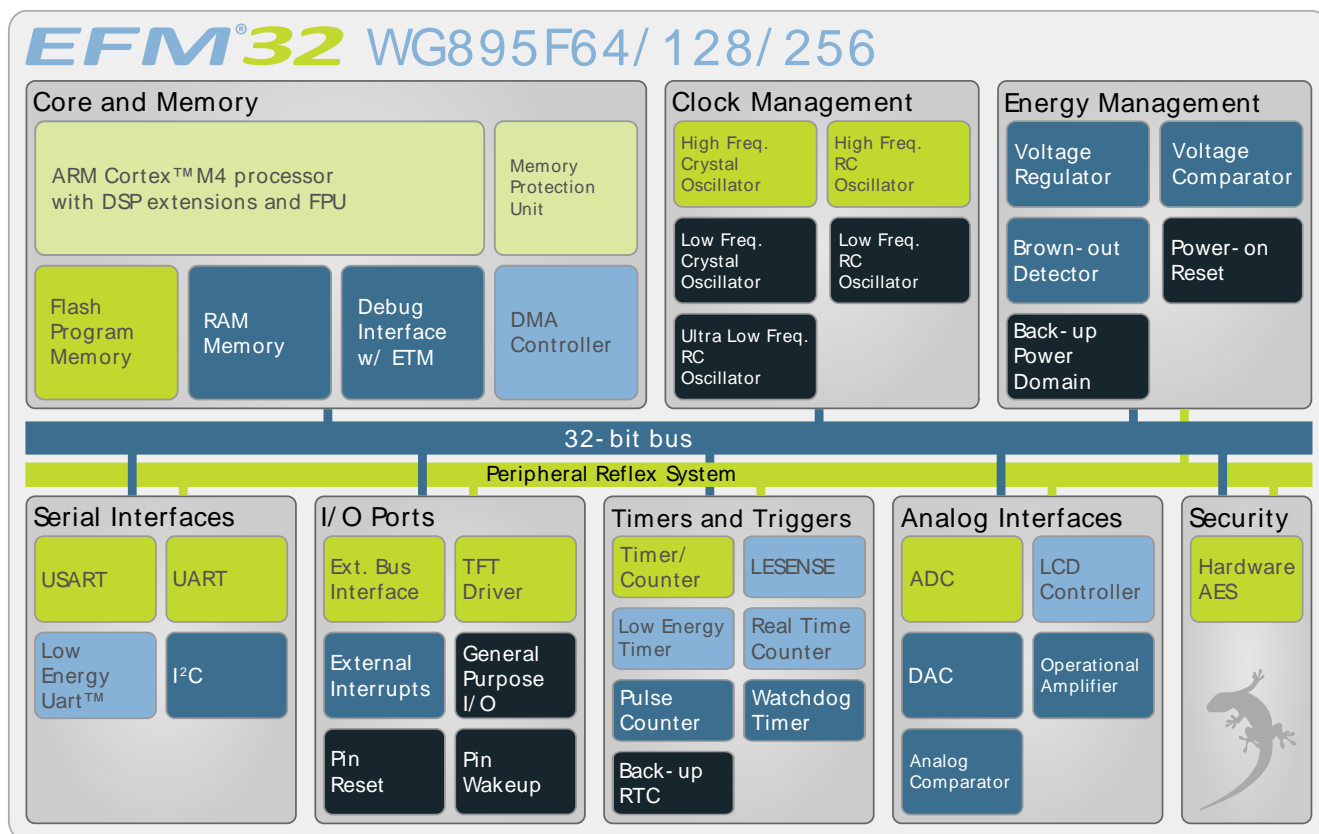 EFM®32 WG895F64/128/256
Core and Memory
ARM Cortex™ M4 processor
with DSP extensions and FPU
Memory
Protection
Unit
Flash
Program
Memory
RAM
Memory
Debug
Interface
w/ ETM
DMA
Controller
Clock Management
High Freq.
Crystal
Oscillator
High Freq.
RC
Oscillator
Low Freq.
Crystal
Oscillator
Low Freq.
RC
Oscillator
Ultra Low Freq.
RC
Oscillator
Energy Management
Voltage
Regulator
Voltage
Comparator
Brown-out
Detector
Power-on
Reset
Back-up
Power
Domain
32-bit bus
Peripheral Reflex System
Serial Interfaces
USART
UART
Low
Energy
Uart™
I²C
I/O Ports
Ext. Bus
Interface
TFT
Driver
External
Interrupts
General
Purpose
I/O
Pin
Reset
Pin
Wakeup
Timers and Triggers
Timer/
Counter
LESENSE
Low Energy
Timer
Real Time
Counter
Pulse
Counter
Watchdog
Timer
Back-up
RTC
Analog Interfaces
ADC
LCD
Controller
DAC
Operational
Amplifier
Analog
Comparator
Security
Hardware
AES